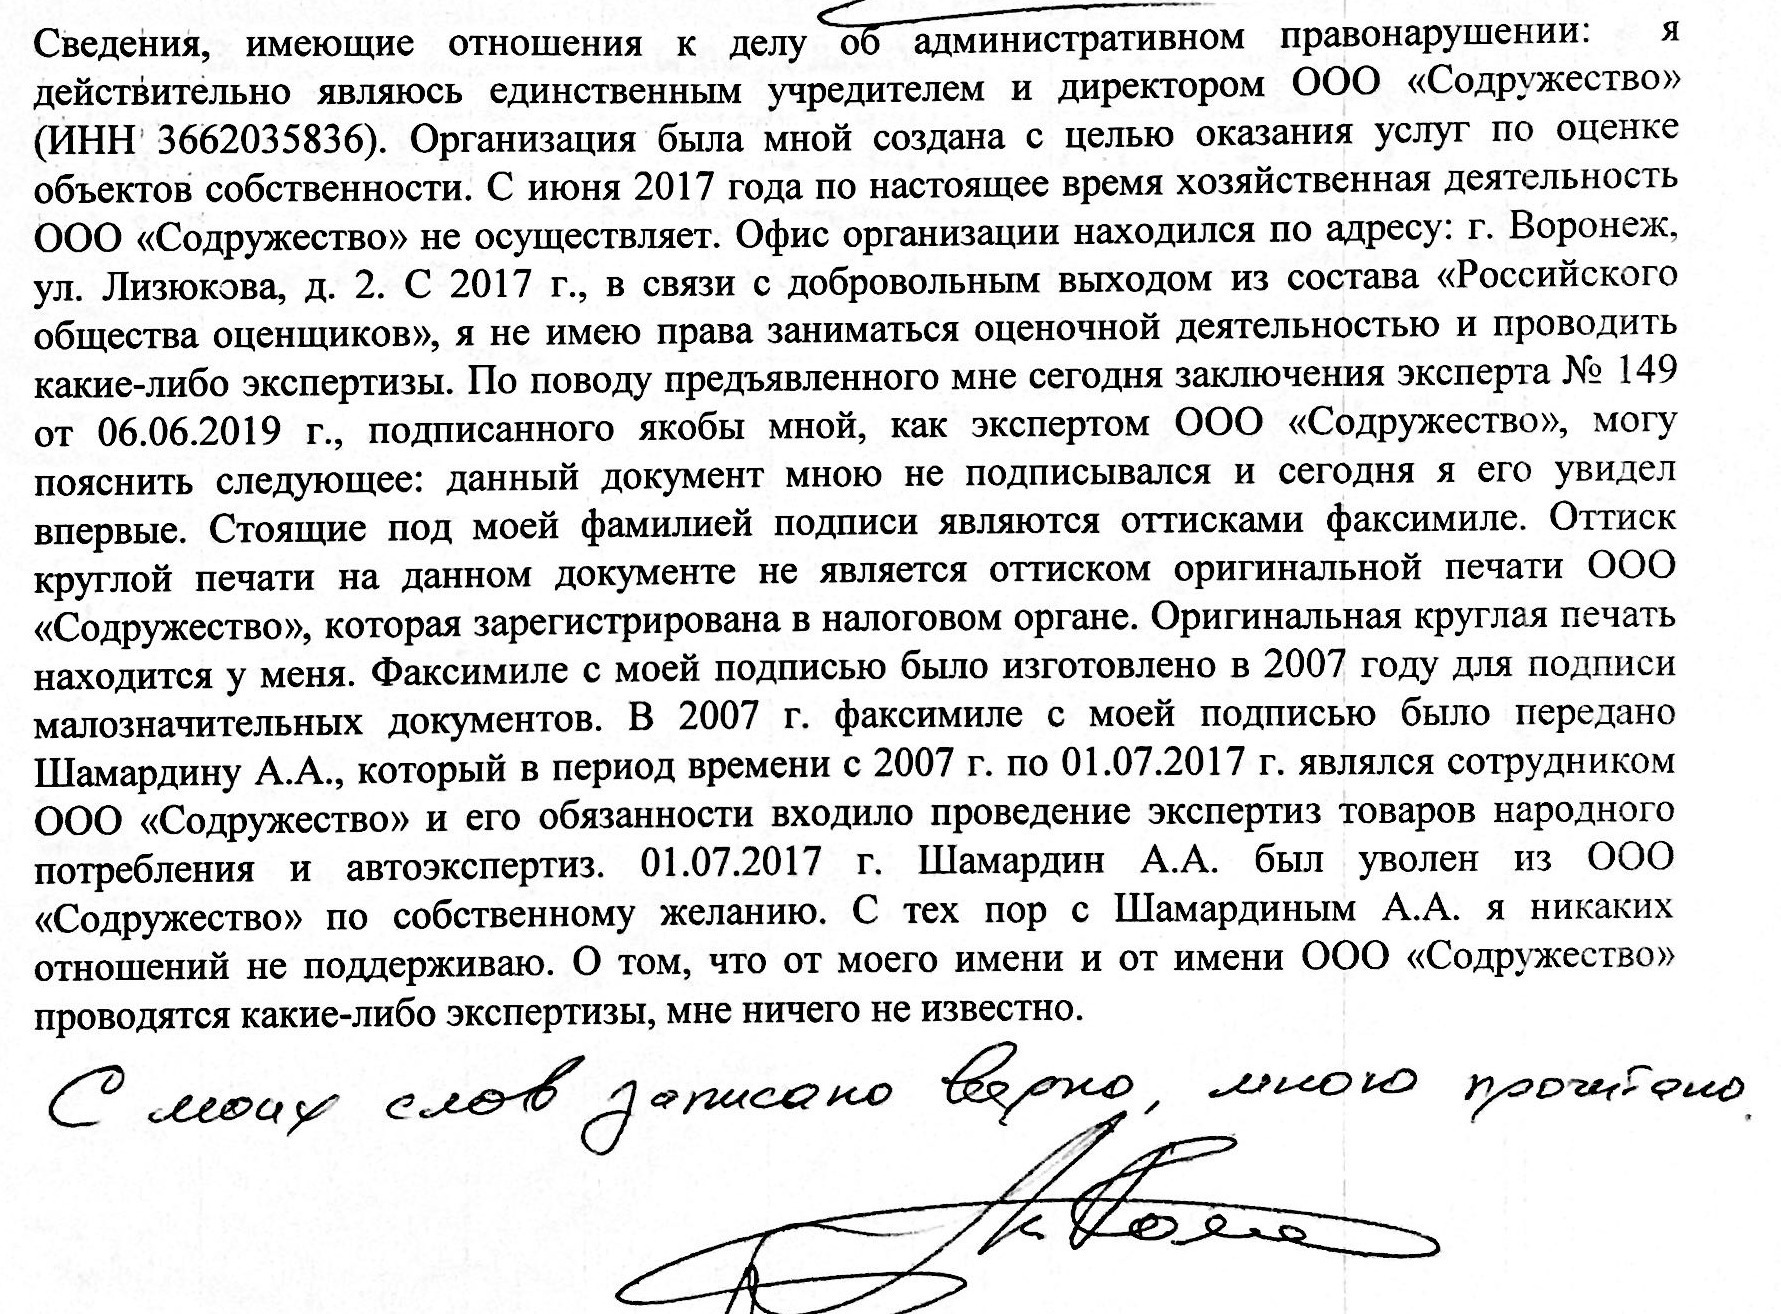 Сведения, имеющие отношения к делу об административном правонарушении: я
действительно являюсь единственным учредителем и директором ООО «Содружество»
(ИНН 3662035836). Организация была мной создана с целью оказания услуг по оценке
объектов собственности. С июня 2017 года по настоящее время хозяйственная деятельность
ООО «Содружество» не осуществляет. Офис организации находился по адресу: г. Воронеж,
ул. Лизюкова, д. 2. С 2017 г., в связи с добровольным выходом из состава «Российского
общества оценщиков», я не имею права заниматься оценочной деятельностью и проводить
какие-либо экспертизы. По поводу предъявленного мне сегодня заключения эксперта № 149
от 06.06.2019 г., подписанного якобы мной, как экспертом ООО «Содружество», могу
пояснить следующее: данный документ мною не подписывался и сегодня я его увидел
впервые. Стоящие под моей фамилией подписи являются оттисками факсимиле. Оттиск
круглой печати на данном документе не является оттиском оригинальной печати ООО
«Содружество», которая зарегистрирована в налоговом органе. Оригинальная круглая печать
находится у меня. Факсимиле с моей подписью было изготовлено в 2007 году для подписи
малозначительных документов. В 2007 г. факсимиле с моей подписью было передано
Шамардину А.А., который в период времени с 2007 г. по 01.07.2017 г. являлся сотрудником
ООО «Содружество» и его обязанности входило проведение экспертиз товаров народного
потребления и автоэкспертиз. 01.07.2017 г. Шамардин А.А. был уволен из ООО
«Содружество» по собственному желанию. С тех пор с Шамардиным А.А. я никаких
отношений не поддерживаю. О том, что от моего имени и от имени ООО «Содружество»
проводятся какие-либо экспертизы, мне ничего не известно.
С моих слов записано верно, мною прочитано.